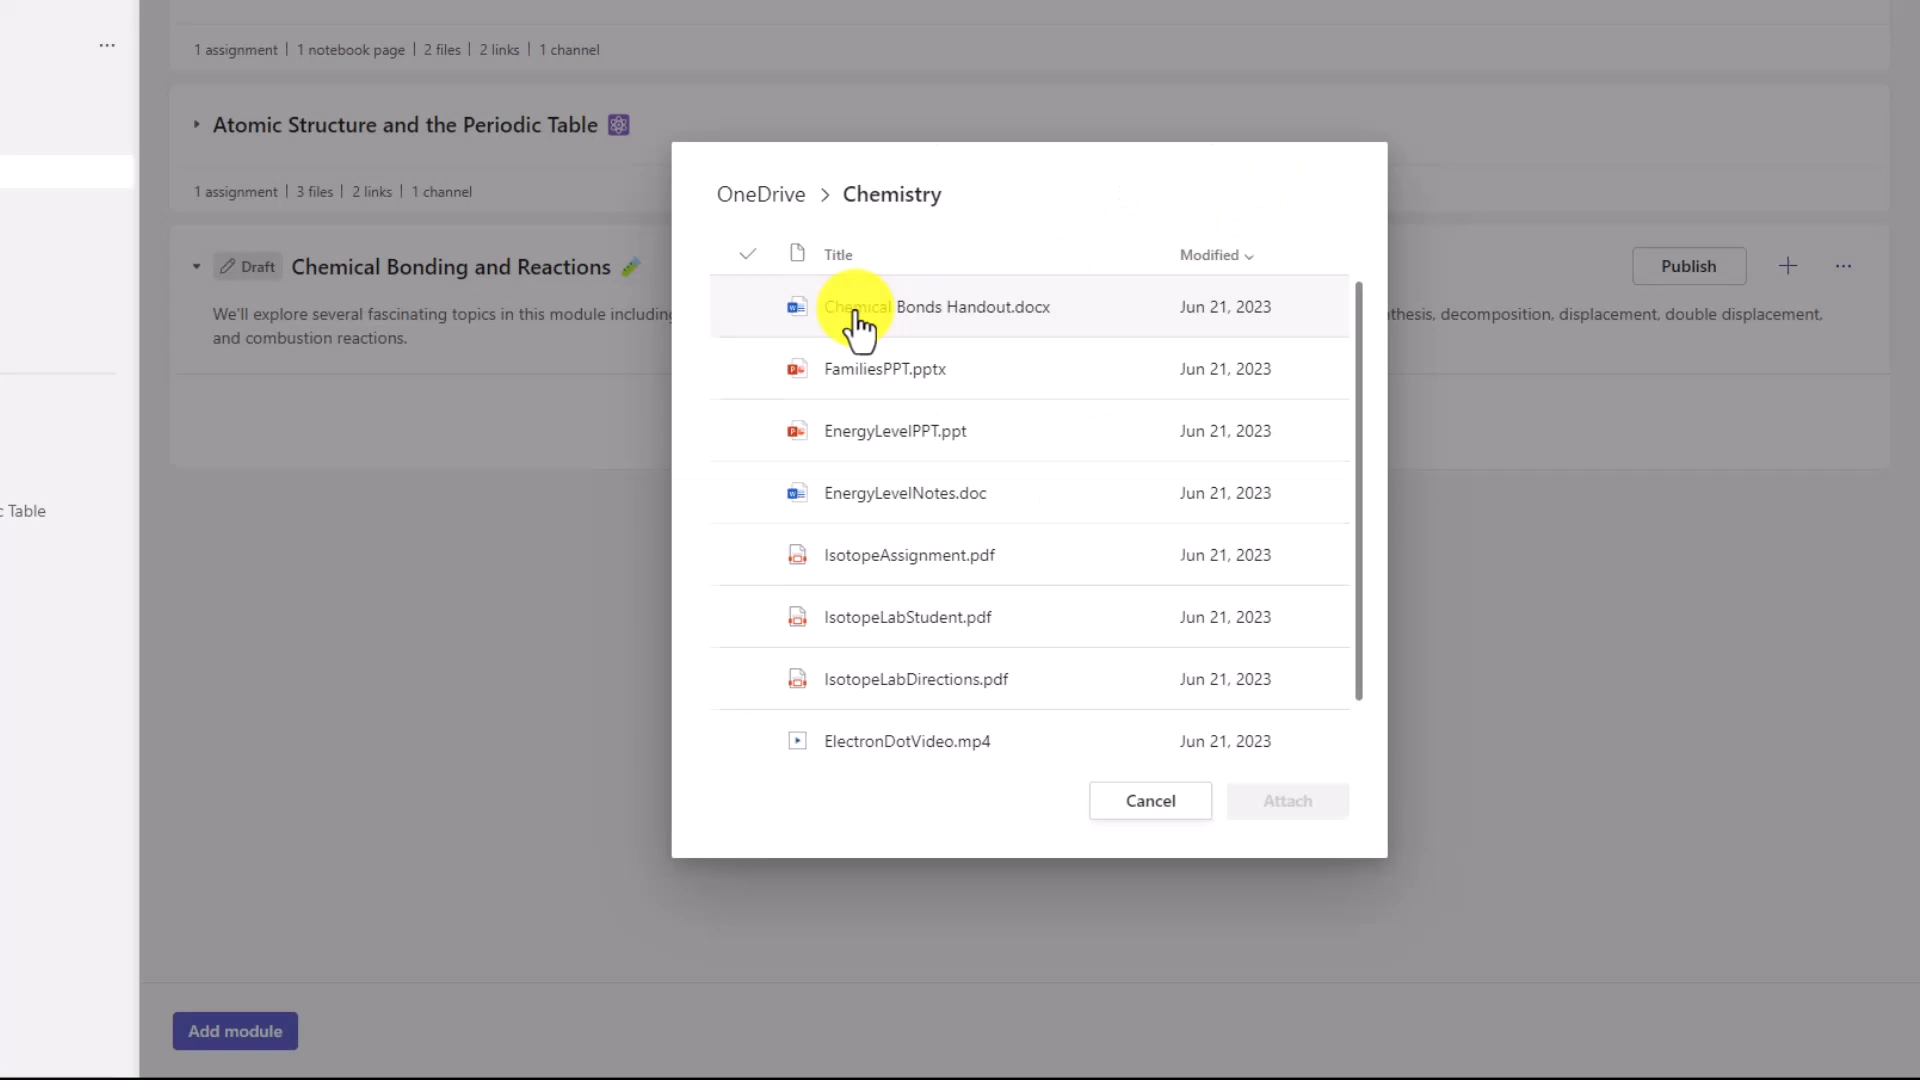 1 assignment | 1 notebook page | 2 files | 2 links | 1 channel
Atomic Structure and the Periodic Table
1 assignment | 3 files | 2 links | 1 channel
Draft Chemical Bonding and Reactions
Publish
We'll explore several fascinating topics in this module including
thesis, decomposition, displacement, double displacement,
and combustion reactions.
c Table
Add module
OneDrive > Chemistry
Title Modified
Chemical Bonds Handout.docx Jun 21, 2023
FamiliesPPT.pptx Jun 21, 2023
EnergyLevelPPT.ppt Jun 21, 2023
EnergyLevelNotes.doc Jun 21, 2023
IsotopeAssignment.pdf Jun 21, 2023
IsotopeLabStudent.pdf Jun 21, 2023
IsotopeLabDirections.pdf Jun 21, 2023
ElectronDotVideo.mp4 Jun 21, 2023
Cancel Attach